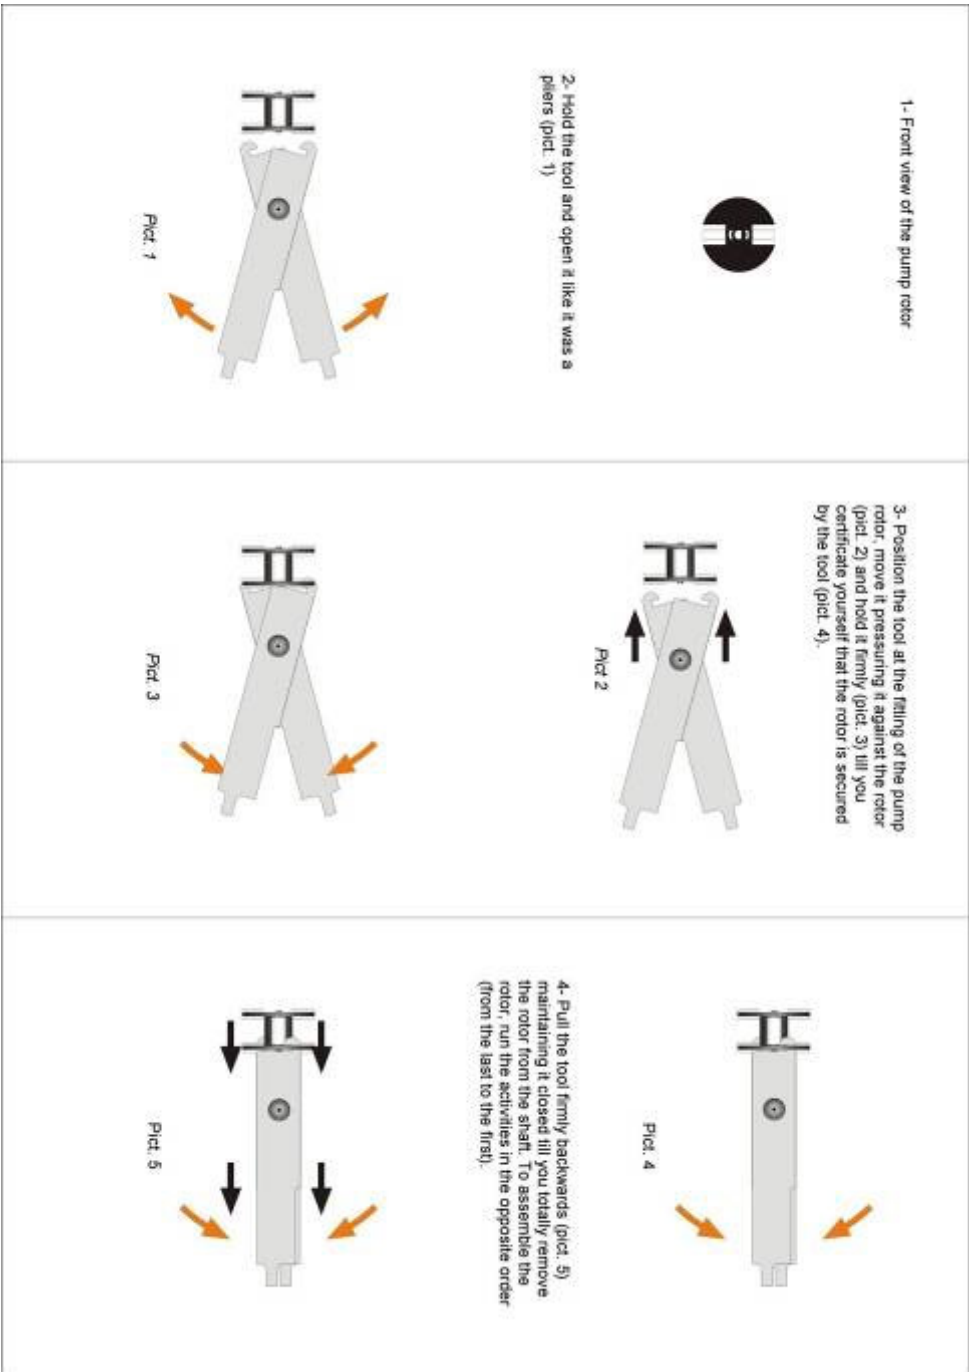 1- Front view of the pump rotor
2- Hold the tool and open it like it was a
pliers (pict. 1)
Pict. 1
3- Position the tool at the fitting of the pump
rotor, move it pressuring it against the rotor
(pict. 2) and hold it firmly (pict. 3) till you
certificate yourself that the rotor is secured
by the tool (pict. 4).
Pict 2
Pict. 3
Pict. 4
4- Pull the tool firmly backwards (pict. 5)
maintaining it closed till you totally remove
the rotor from the shaft. To assemble the
rotor, run the activities in the opposite order
(from the last to the first).
Pict. 5